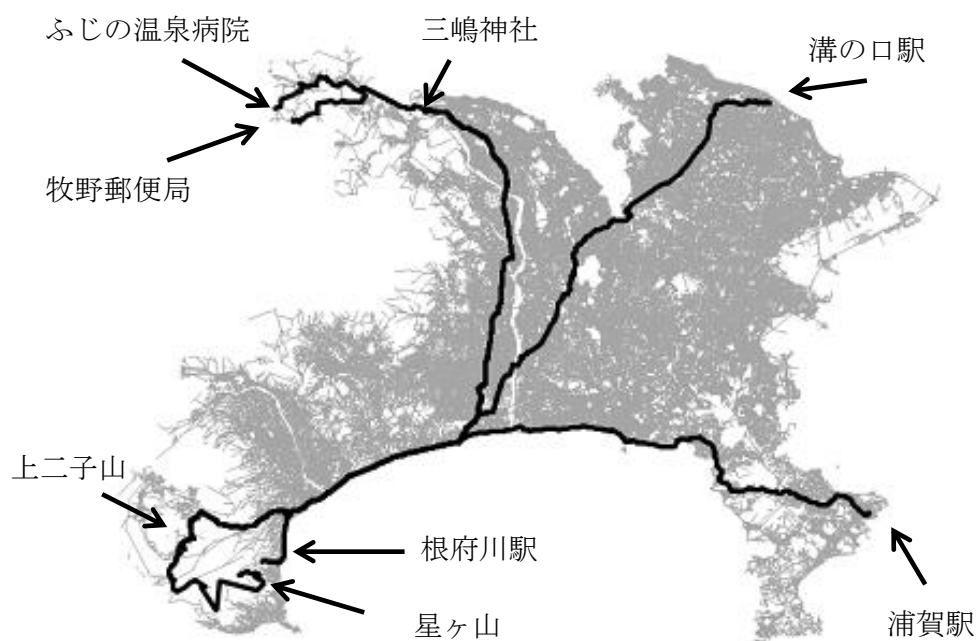 ふじの温泉病院
三嶋神社
溝の口駅
牧野郵便局
上二子山
根府川駅
星ヶ山
浦賀駅